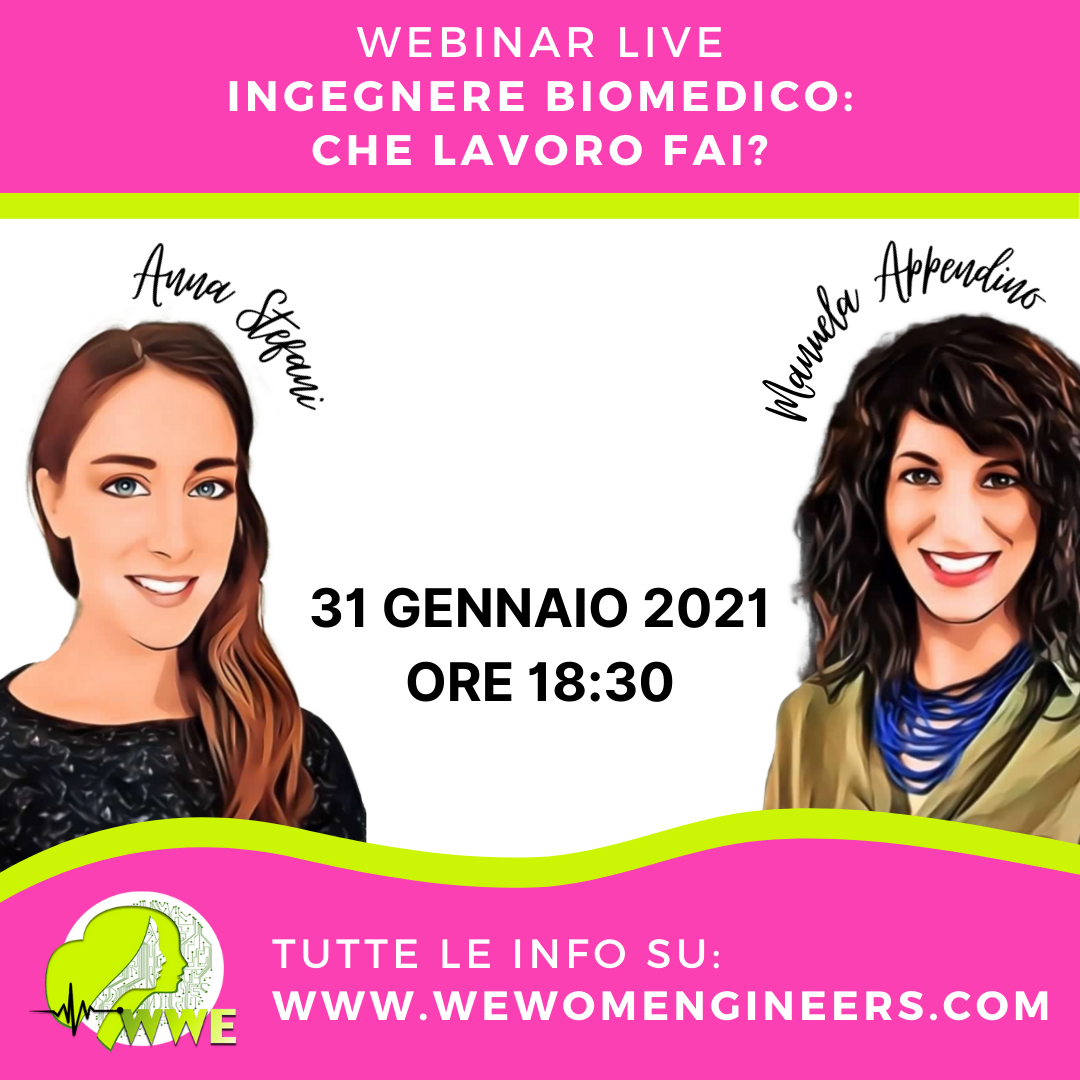 WEBINAR LIVE
INGEGNERE BIOMEDICO:
CHE LAVORO FAI?
Anna Stefani
Manuela Appendino
31 GENNAIO 2021
ORE 18:30
WWE
TUTTE LE INFO SU:
WWW.WEWOMENGINEERS.COM